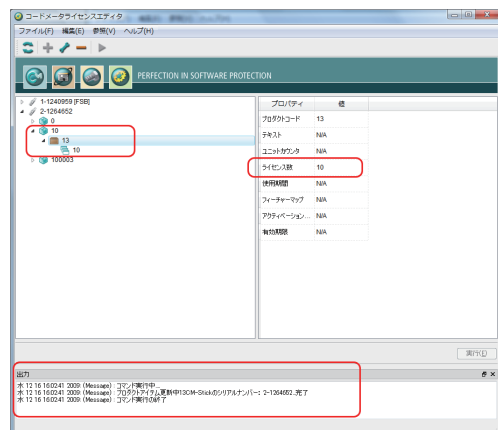 コードメータライセンスエディタ
ファイル(F) 編集(E) 参照(V) ヘルプ(H)
PERFECTION IN SOFTWARE PROTECTION
1-1240959 [FSB]
2-1264652
0
10
13
10
100003
プロパティ 値
プロダクトコード 13
テキスト N/A
ユニットカウンタ N/A
ライセンス数 10
使用期間 N/A
フィーチャーマップ N/A
アクティベーション... N/A
有効期限 N/A
実行(E)
出力
水 12 16 16:02:41 2009: (Message) : コマンド実行中...
水 12 16 16:02:41 2009: (Message) : プロダクトアイテム更新中13CM-Stickのシリアルナンバー: 2-1264652..完了
水 12 16 16:02:41 2009: (Message) : コマンド実行の終了